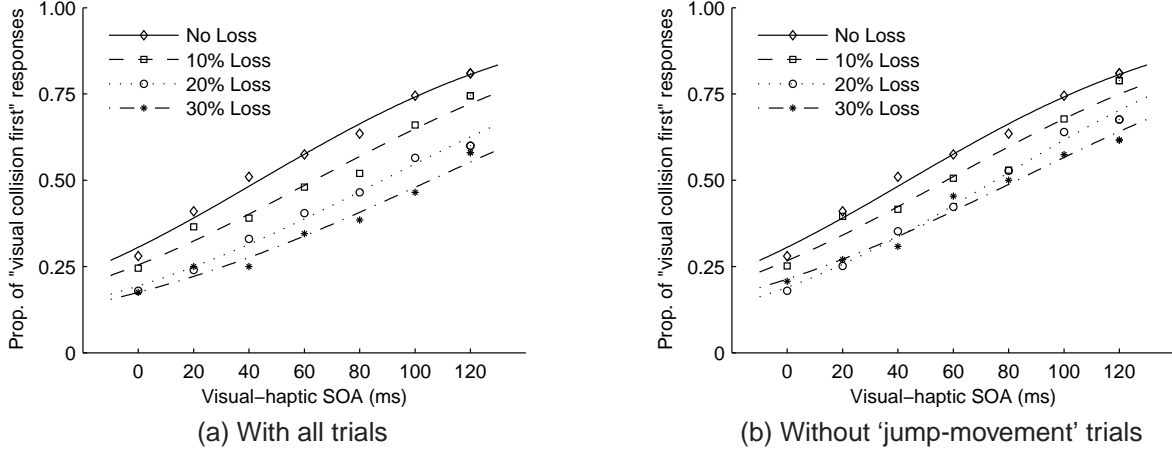 1.00
0.75
0.50
0.25
0
Prop. of "visual collision first" responses
No Loss
10% Loss
20% Loss
30% Loss
0 20 40 60 80 100 120
Visual−haptic SOA (ms)
(a) With all trials
1.00
0.75
0.50
0.25
0
Prop. of "visual collision first" responses
No Loss
10% Loss
20% Loss
30% Loss
0 20 40 60 80 100 120
Visual−haptic SOA (ms)
(b) Without ‘jump-movement’ trials